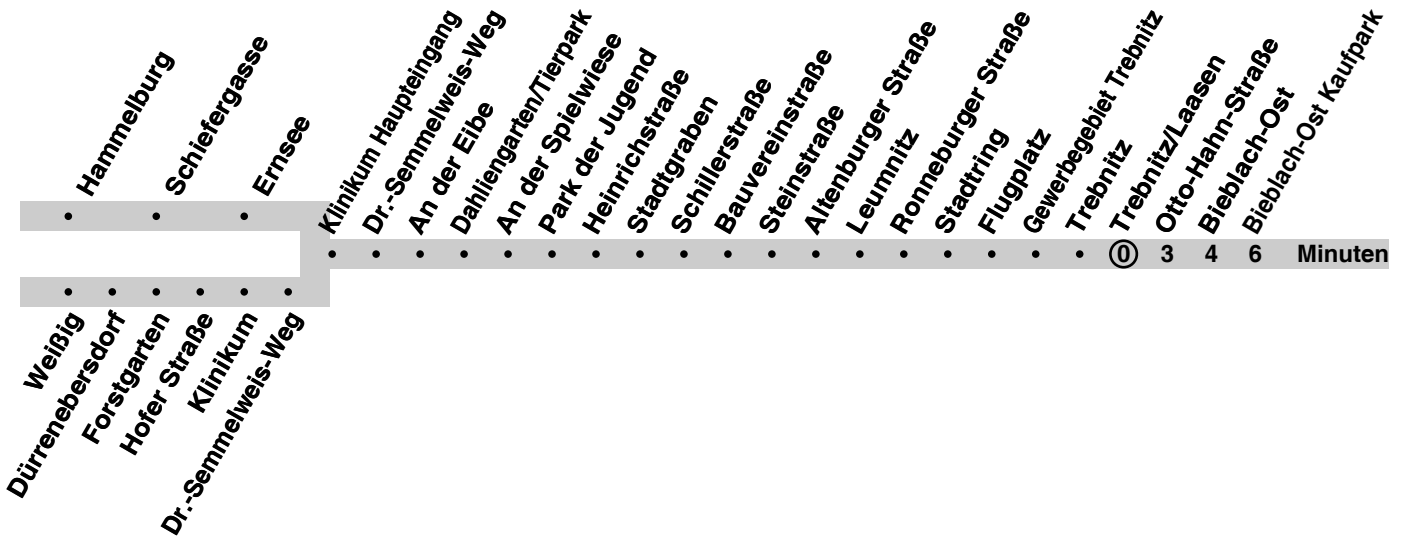 Hammelburg
Schiefergasse
Ernsee
Klinikum Haupteingang
Dr.-Semmelweis-Weg
An der Eibe
Dahliengarten/Tierpark
An der Spielwiese
Park der Jugend
Heinrichstraße
Stadtgraben
Schillerstraße
Bauvereinstraße
Steinstraße
Altenburger Straße
Leumnitz
Ronneburger Straße
Stadtring
Flugplatz
Gewerbegebiet Trebnitz
Trebnitz
Trebnitz/Laasen
Otto-Hahn-Straße
Bieblach-Ost
Bieblach-Ost Kaufpark
0 3 4 6 Minuten
Weißig
Dürrenebersdorf
Forstgarten
Hofer Straße
Klinikum
Dr.-Semmelweis-Weg